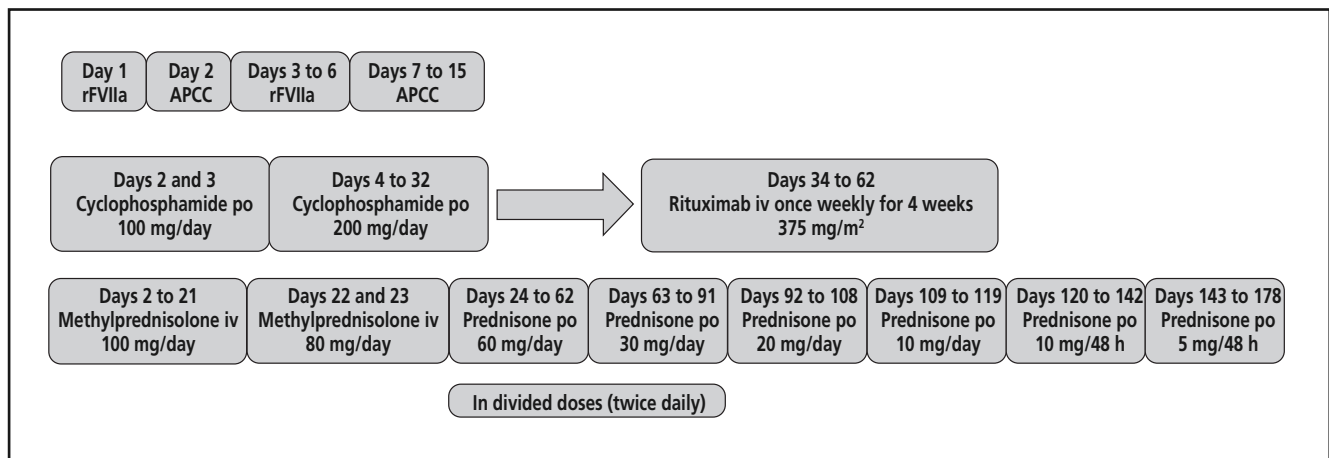 Day 1
rFVIIa
Day 2
APCC
Days 3 to 6
rFVIIa
Days 7 to 15
APCC
Days 2 and 3
Cyclophosphamide po
100 mg/day
Days 4 to 32
Cyclophosphamide po
200 mg/day
Days 34 to 62
Rituximab iv once weekly for 4 weeks
375 mg/m²
Days 2 to 21
Methylprednisolone iv
100 mg/day
Days 22 and 23
Methylprednisolone iv
80 mg/day
Days 24 to 62
Prednisone po
60 mg/day
Days 63 to 91
Prednisone po
30 mg/day
Days 92 to 108
Prednisone po
20 mg/day
Days 109 to 119
Prednisone po
10 mg/day
Days 120 to 142
Prednisone po
10 mg/48 h
Days 143 to 178
Prednisone po
5 mg/48 h
In divided doses (twice daily)